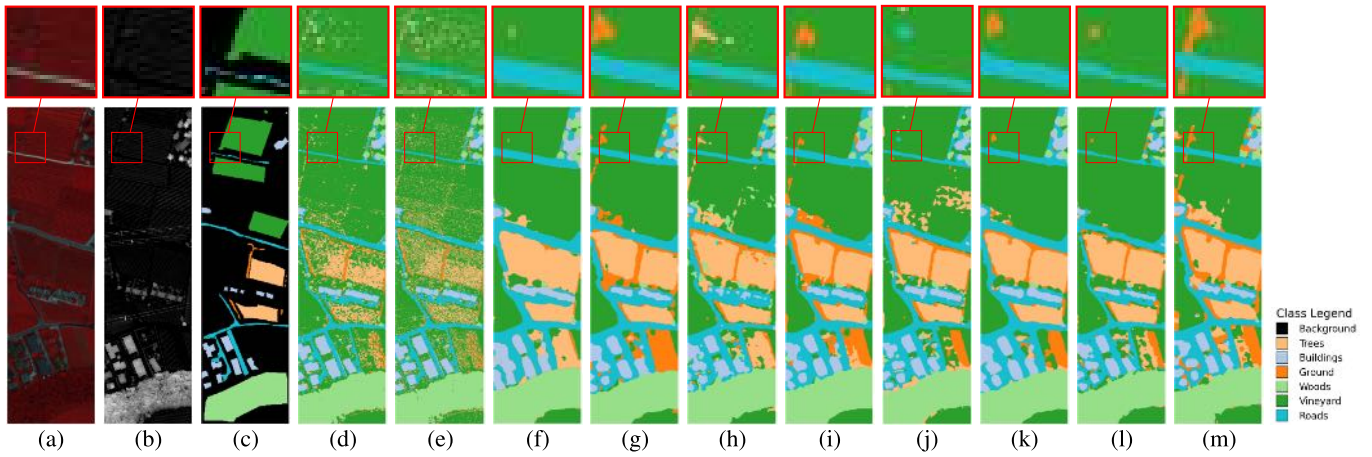 Class Legend
Background
Trees
Buildings
Ground
Woods
Vineyard
Roads
(a) (b) (c) (d) (e) (f) (g) (h) (i) (j) (k) (l) (m)